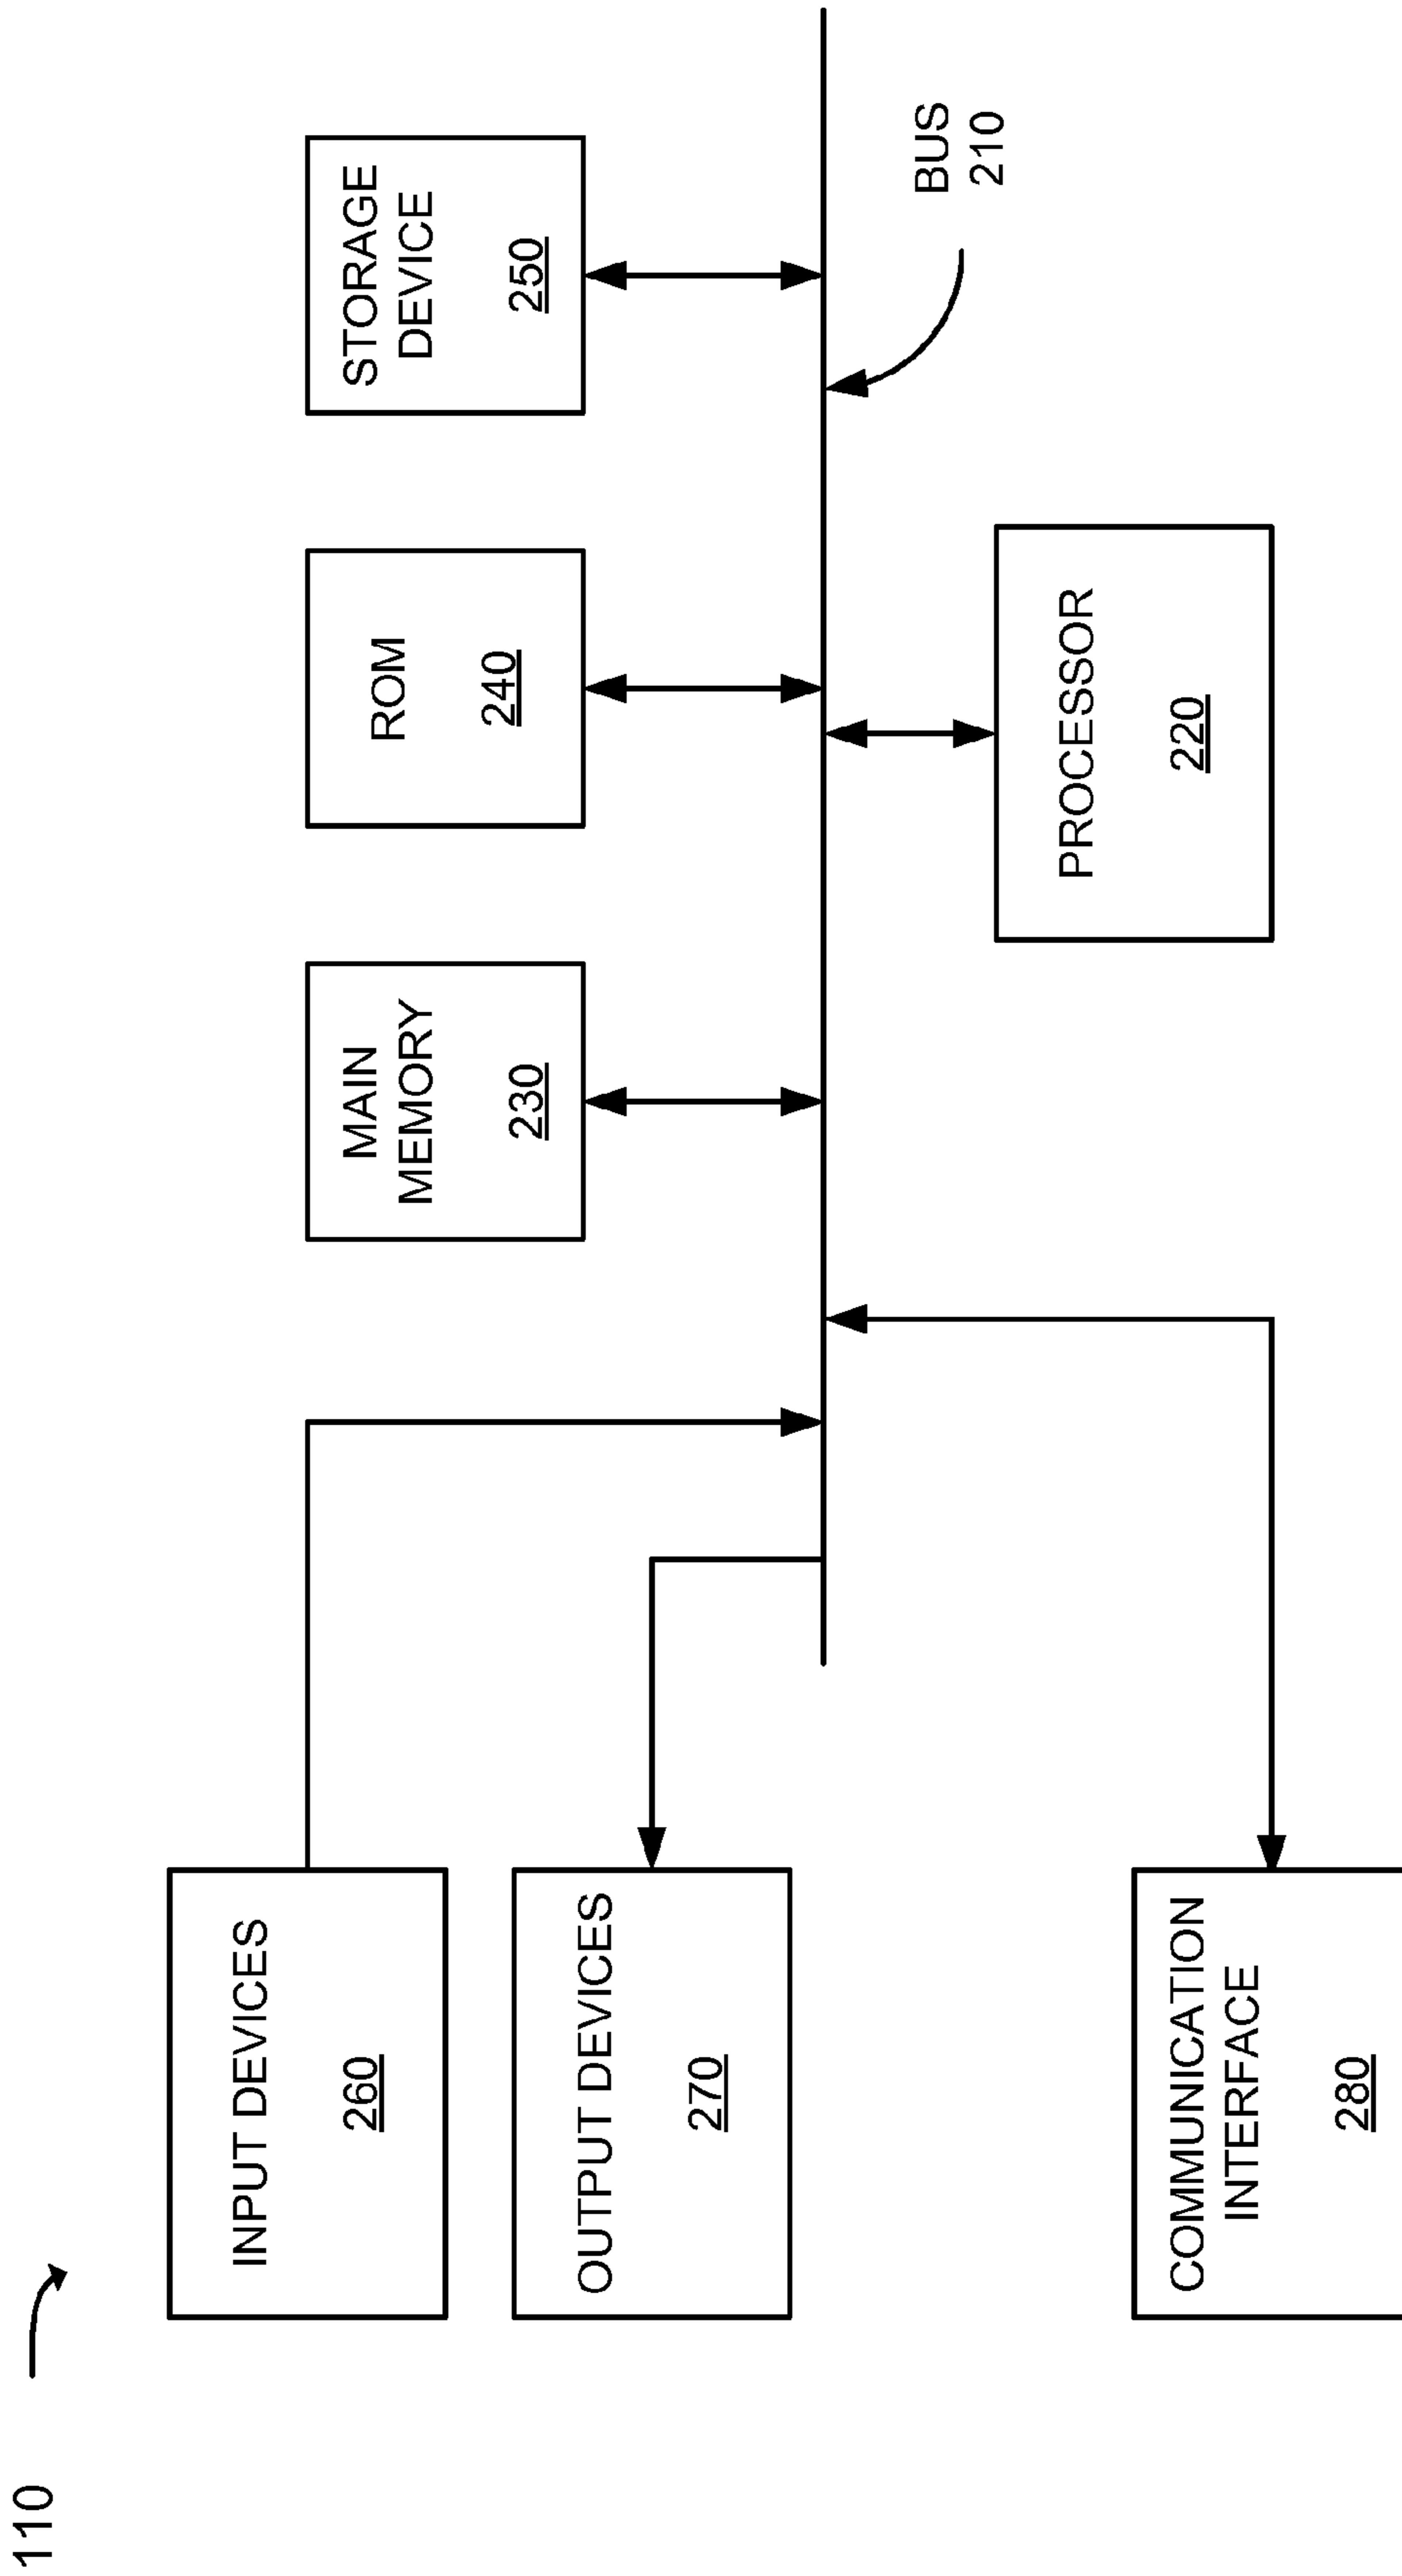 110
INPUT DEVICES
260
OUTPUT DEVICES
270
COMMUNICATION
INTERFACE
280
MAIN
MEMORY
230
ROM
240
STORAGE
DEVICE
250
PROCESSOR
220
BUS
210